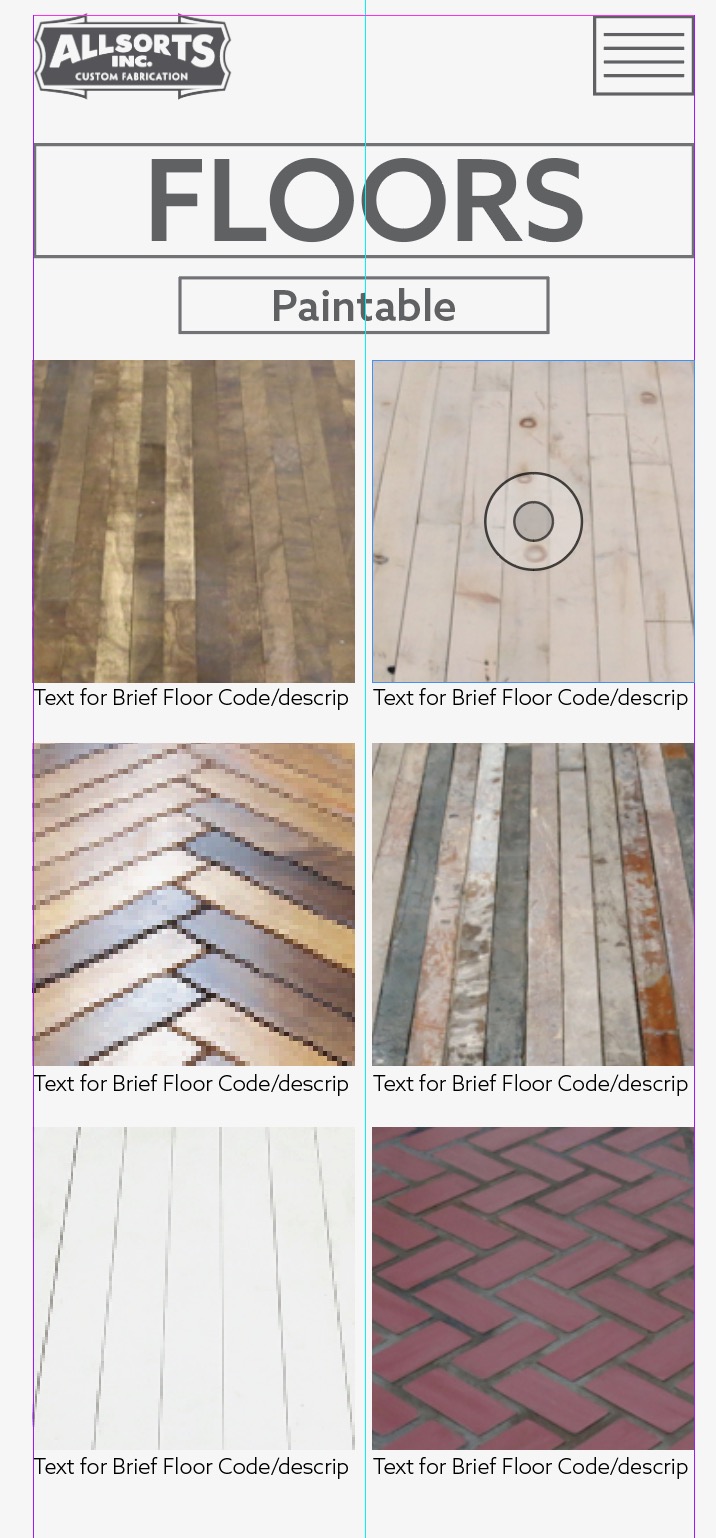 ALLSORTS
INC.
CUSTOM FABRICATION
FLOORS
Paintable
Text for Brief Floor Code/descrip
Text for Brief Floor Code/descrip
Text for Brief Floor Code/descrip
Text for Brief Floor Code/descrip
Text for Brief Floor Code/descrip
Text for Brief Floor Code/descrip